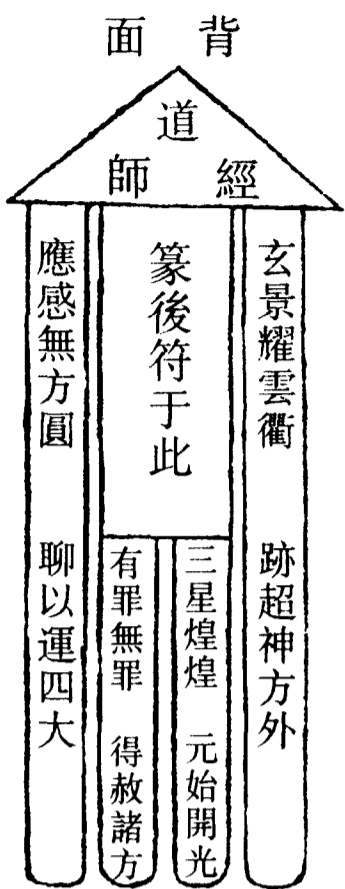 背面
道
經師
玄景耀雲衢 跡超神方外
篆後符于此
三星煌煌 元始開光
有罪無罪 得赦諸方
應感無方圓 聊以運四大